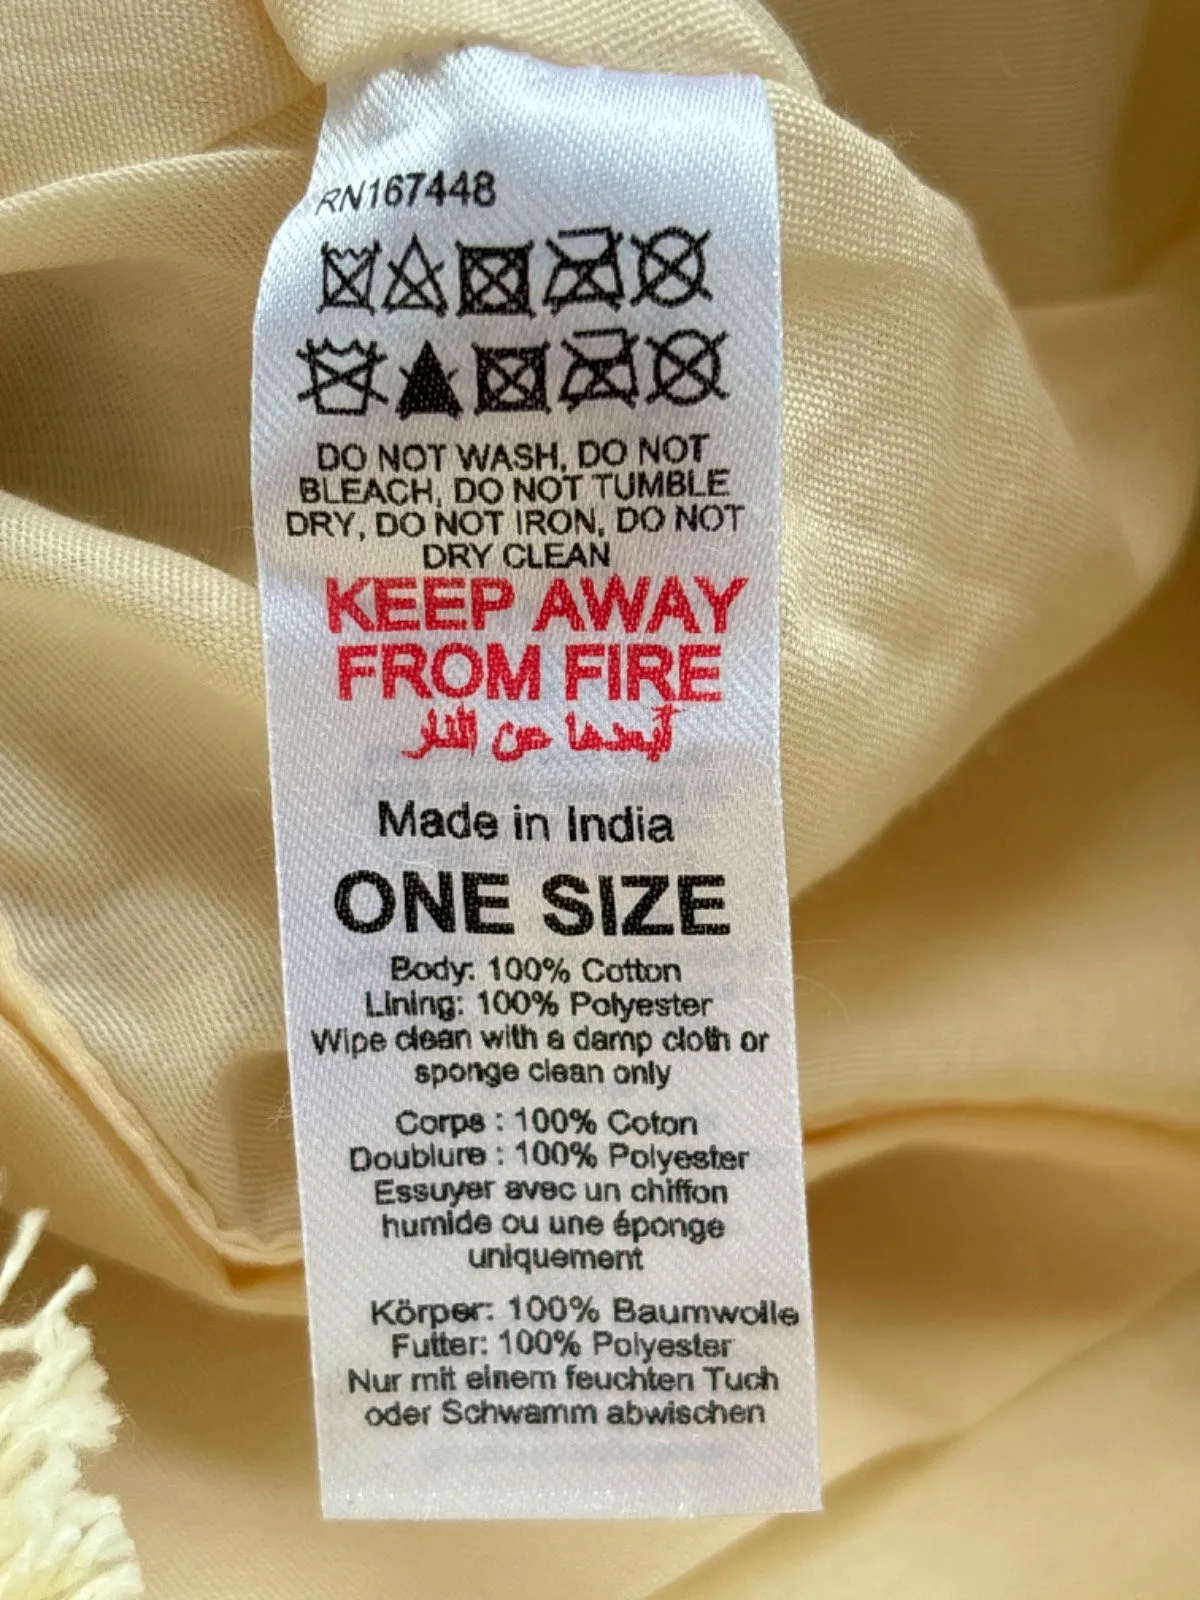 RN167448
DO NOT WASH, DO NOT
BLEACH, DO NOT TUMBLE
DRY, DO NOT IRON, DO NOT
DRY CLEAN
KEEP AWAY
FROM FIRE
أبعدها عن النار
Made in India
ONE SIZE
Body: 100% Cotton
Lining: 100% Polyester
Wipe clean with a damp cloth or
sponge clean only
Corps : 100% Coton
Doublure : 100% Polyester
Essuyer avec un chiffon
humide ou une éponge
uniquement
Körper: 100% Baumwolle
Futter: 100% Polyester
Nur mit einem feuchten Tuch
oder Schwamm abwischen